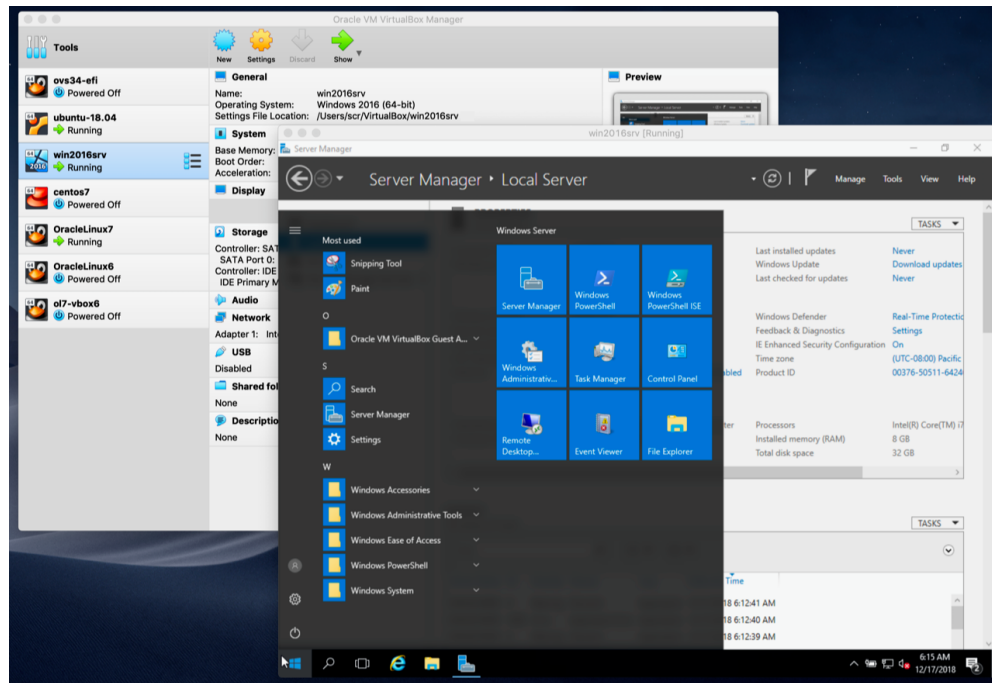 Oracle VM VirtualBox Manager
Tools
New
Settings
Discard
Show
ovs34-efi
Powered Off
ubuntu-18.04
Running
win2016srv
Running
centos7
Powered Off
OracleLinux7
Running
OracleLinux6
Powered Off
ol7-vbox6
Powered Off
General
Name: win2016srv
Operating System: Windows 2016 (64-bit)
Settings File Location: /Users/scr/VirtualBox/win2016srv
System
Base Memory:
Boot Order:
Acceleration:
Display
Storage
Controller: SAT
SATA Port 0:
Controller: IDE
IDE Primary M
Audio
Network
Adapter 1: Int
USB
Disabled
Shared fol
None
Descriptio
None
Preview
win2016srv [Running]
Server Manager
Server Manager Local Server
Manage
Tools
View
Help
TASKS
Last installed updates Never
Windows Update Download updates
Last checked for updates Never
Windows Defender Real-Time Protectic
Feedback & Diagnostics Settings
IE Enhanced Security Configuration On
Time zone (UTC-08:00) Pacific
Product ID 00376-50511-6424
Processors Intel(R) Core(TM) i7
Installed memory (RAM) 8 GB
Total disk space 32 GB
TASKS
Time
18 6:12:41 AM
18 6:12:40 AM
18 6:12:39 AM
Most used
Snipping Tool
Paint
O
Oracle VM VirtualBox Guest A...
S
Search
Server Manager
Settings
W
Windows Accessories
Windows Administrative Tools
Windows Ease of Access
Windows PowerShell
Windows System
Windows Server
Server Manager
Windows PowerShell
Windows PowerShell ISE
Windows Administrativ...
Task Manager
Control Panel
Remote Desktop...
Event Viewer
File Explorer
6:15 AM
12/17/2018
2